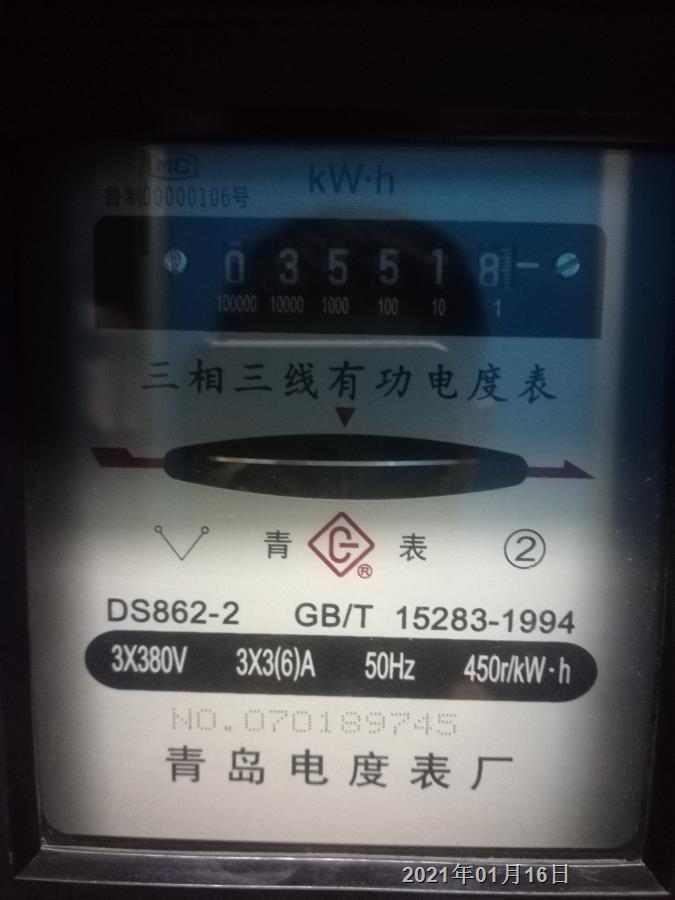 MC
鲁制00000106号
kW·h
0 3 5 5 1 8
100000 10000 1000 100 10 1
三相三线有功电度表
青 G ® 表 ②
DS862-2 GB/T 15283-1994
3X380V 3X3(6)A 50Hz 450r/kW·h
NO.070189745
青岛电度表厂
2021年01月16日